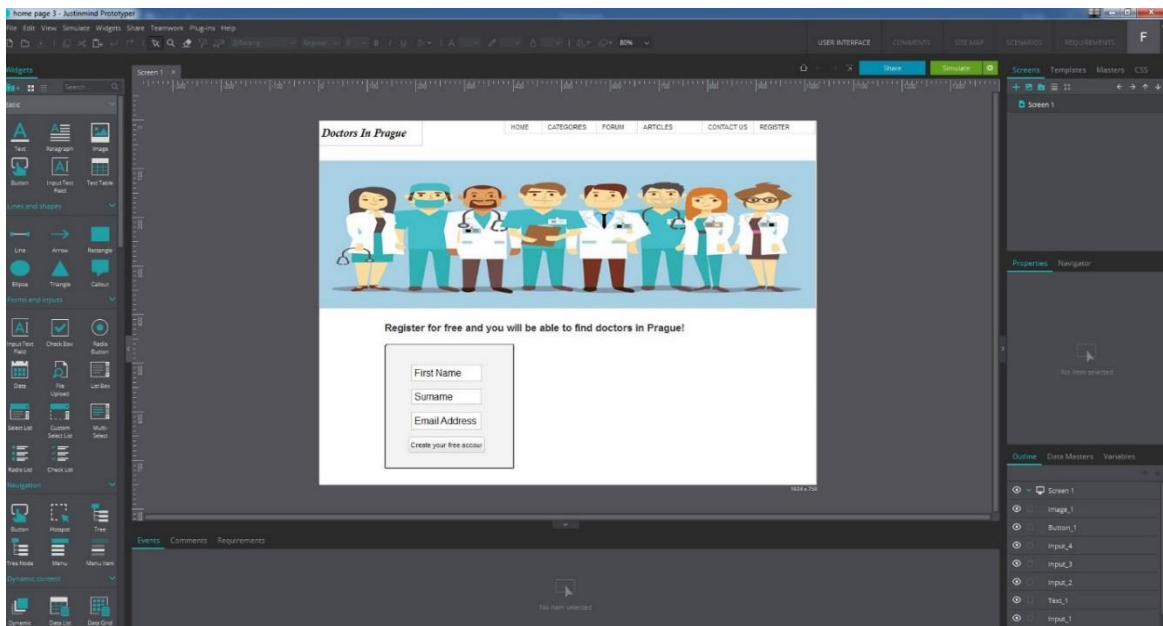 home page 3 - Justinmind Prototyper
File Edit View Simulate Widgets Share Teamwork Plug-ins Help
80%
USER INTERFACE COMMENTS SITE MAP SCENARIOS REQUIREMENTS F
Widgets
Screen 1 ×
Share Simulate
Screens Templates Masters CSS
Search...
Screen 1
Basic
Text Paragraph Image
Button Input Text Field Text Table
Lines and shapes
Line Arrow Rectangle
Ellipse Triangle Callout
Forms and inputs
Input Text Field Check Box Radio Button
Date File Upload List Box
Select List Custom Select List Multi-Select
Radio List Check List
Navigation
Button Hotspot Tree
Tree Node Menu Menu Item
Dynamic content
Dynamic Data List Data Grid
Doctors In Prague
HOME CATEGORIES FORUM ARTICLES CONTACT US REGISTER
Register for free and you will be able to find doctors in Prague!
First Name
Surname
Email Address
Create your free accou
1024 x 756
Events Comments Requirements
No item selected
Properties Navigator
No item selected
Outline Data Masters Variables
Screen 1
Image_1
Button_1
Input_4
Input_3
Input_2
Text_1
Input_1